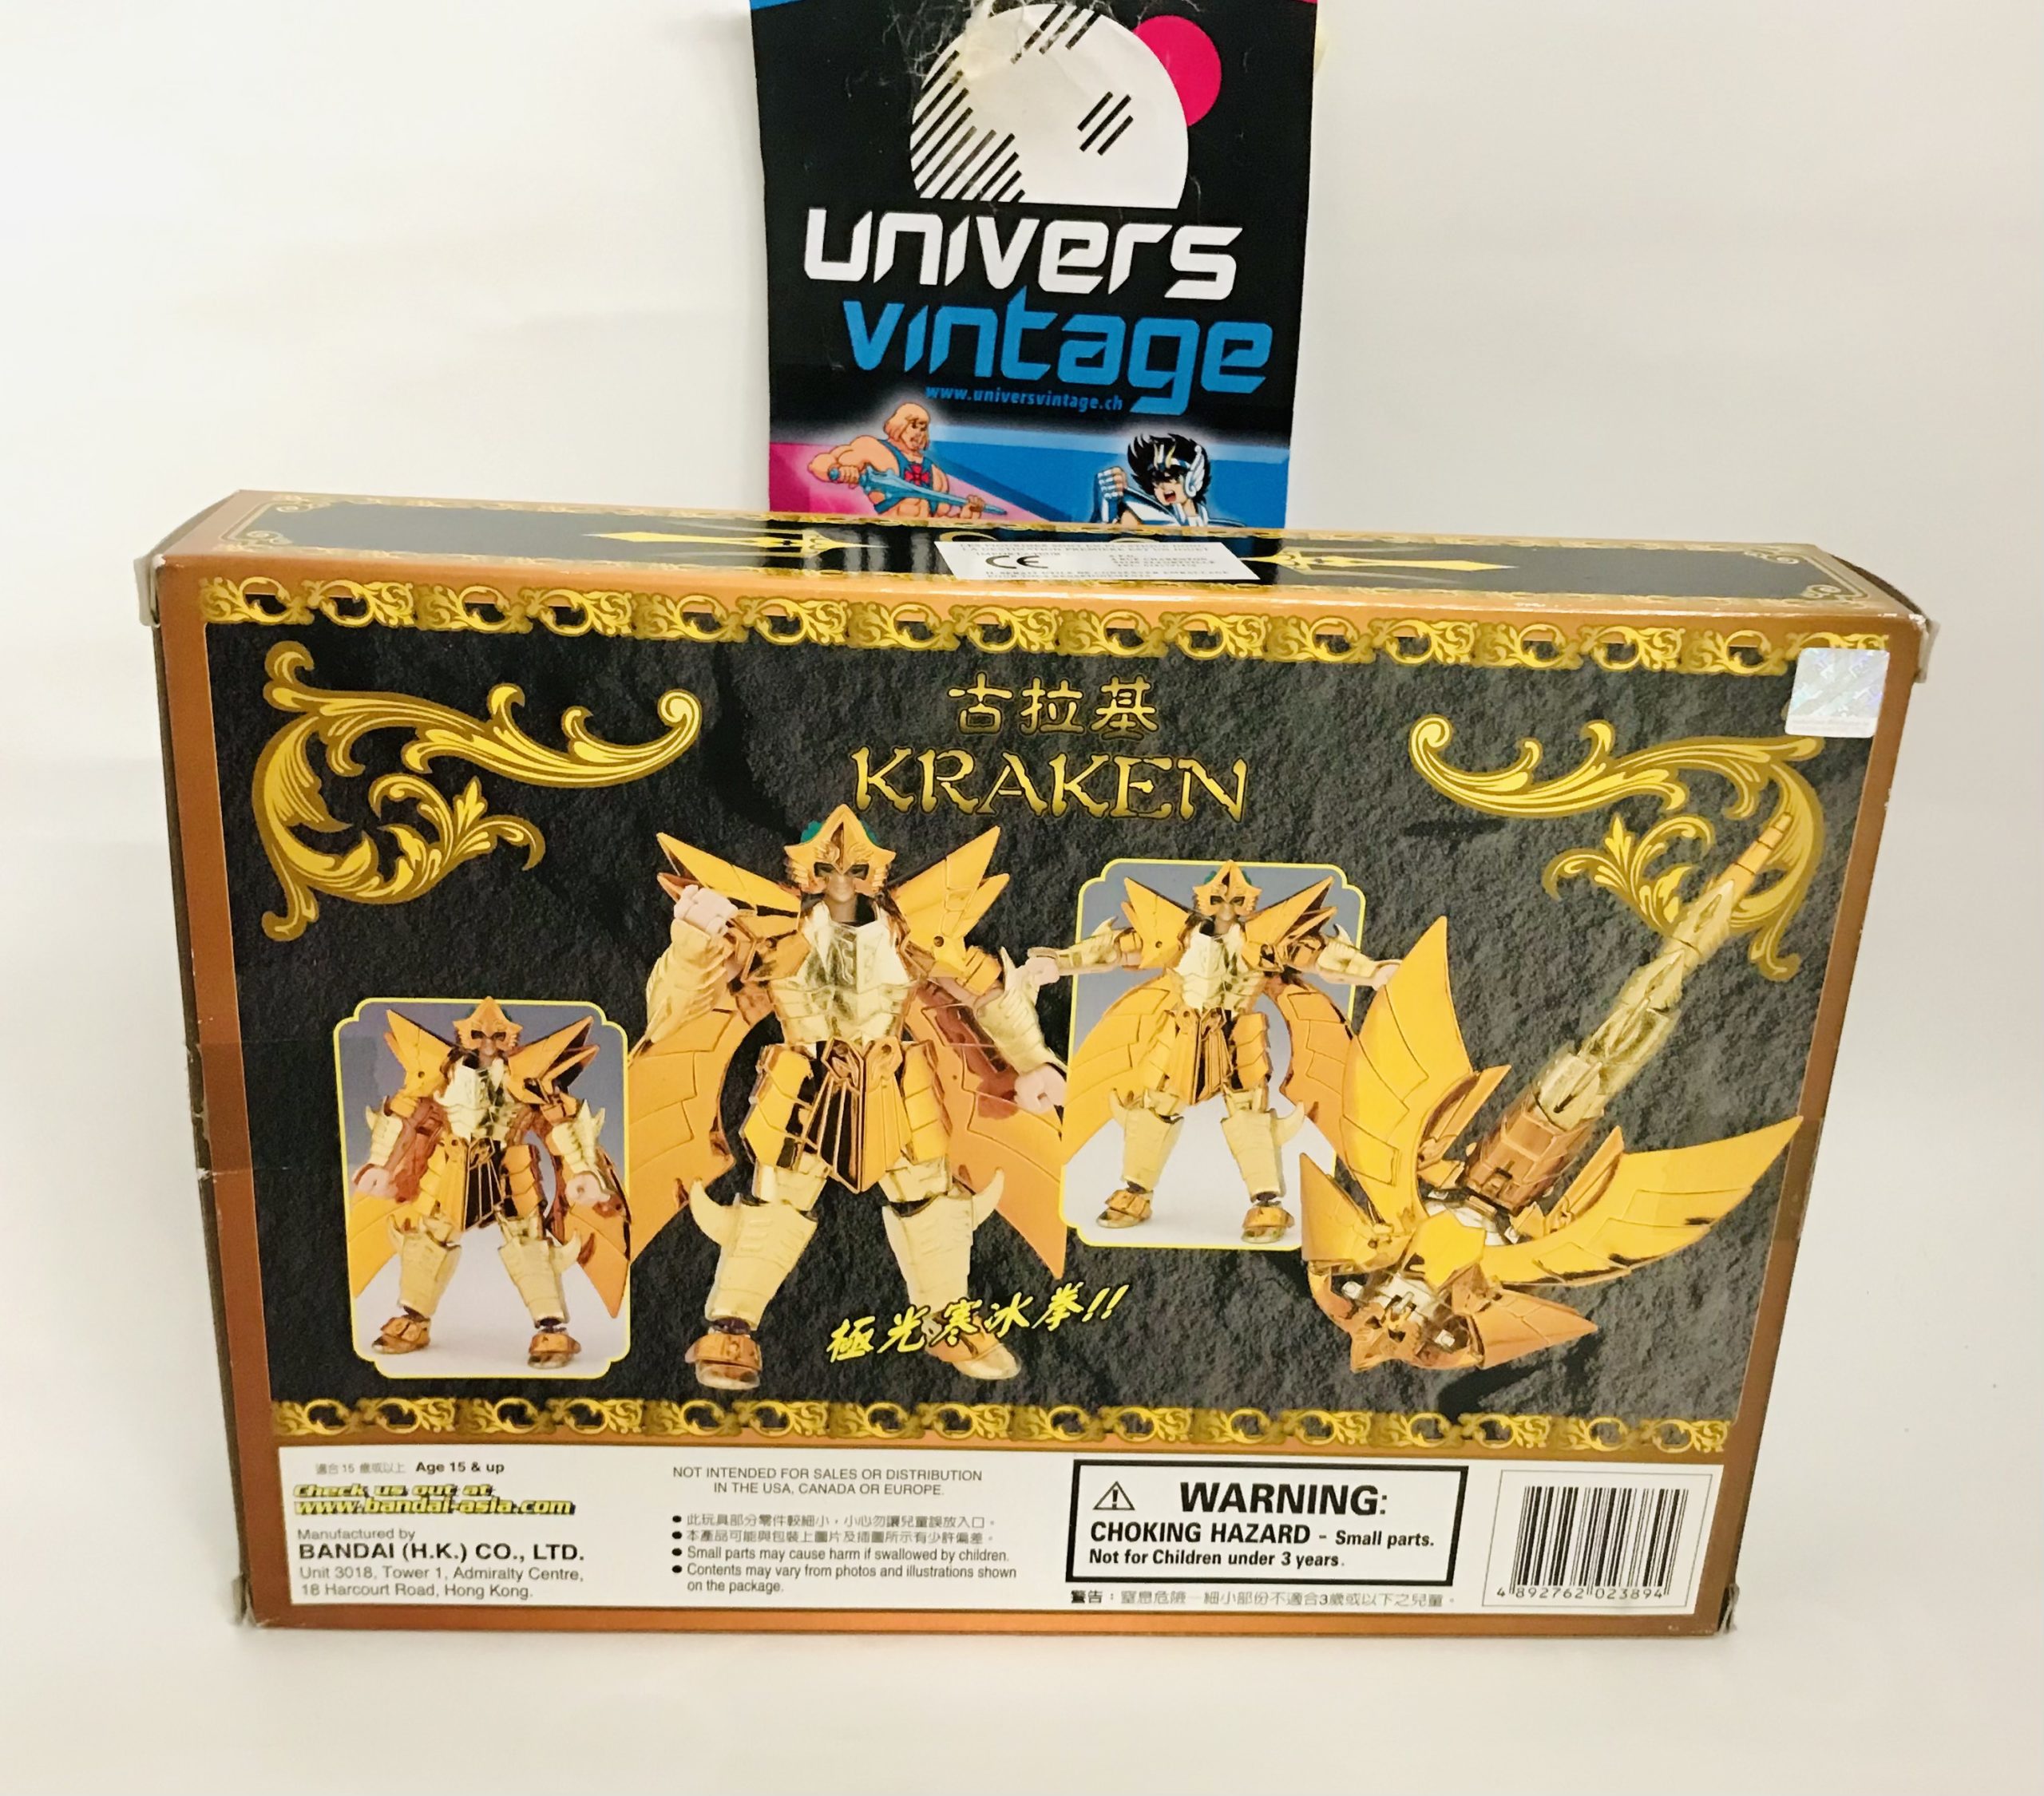 univers
vintage
www.universvintage.ch
CE
古拉基
KRAKEN
極光寒冰拳!!
適合15歲或以上 Age 15 & up
check us out at
www.bandai-asia.com
Manufactured by
BANDAI (H.K.) CO., LTD.
Unit 3018, Tower 1, Admiralty Centre,
18 Harcourt Road, Hong Kong.
NOT INTENDED FOR SALES OR DISTRIBUTION
IN THE USA, CANADA OR EUROPE.
● 此玩具部分零件較細小，小心勿讓兒童誤放入口。
● 本產品可能與包裝上圖片及插圖所示有少許偏差。
● Small parts may cause harm if swallowed by children.
● Contents may vary from photos and illustrations shown
on the package.
WARNING:
CHOKING HAZARD - Small parts.
Not for Children under 3 years.
警告：窒息危險－細小部份不適合3歲或以下之兒童。
4 892762 023894